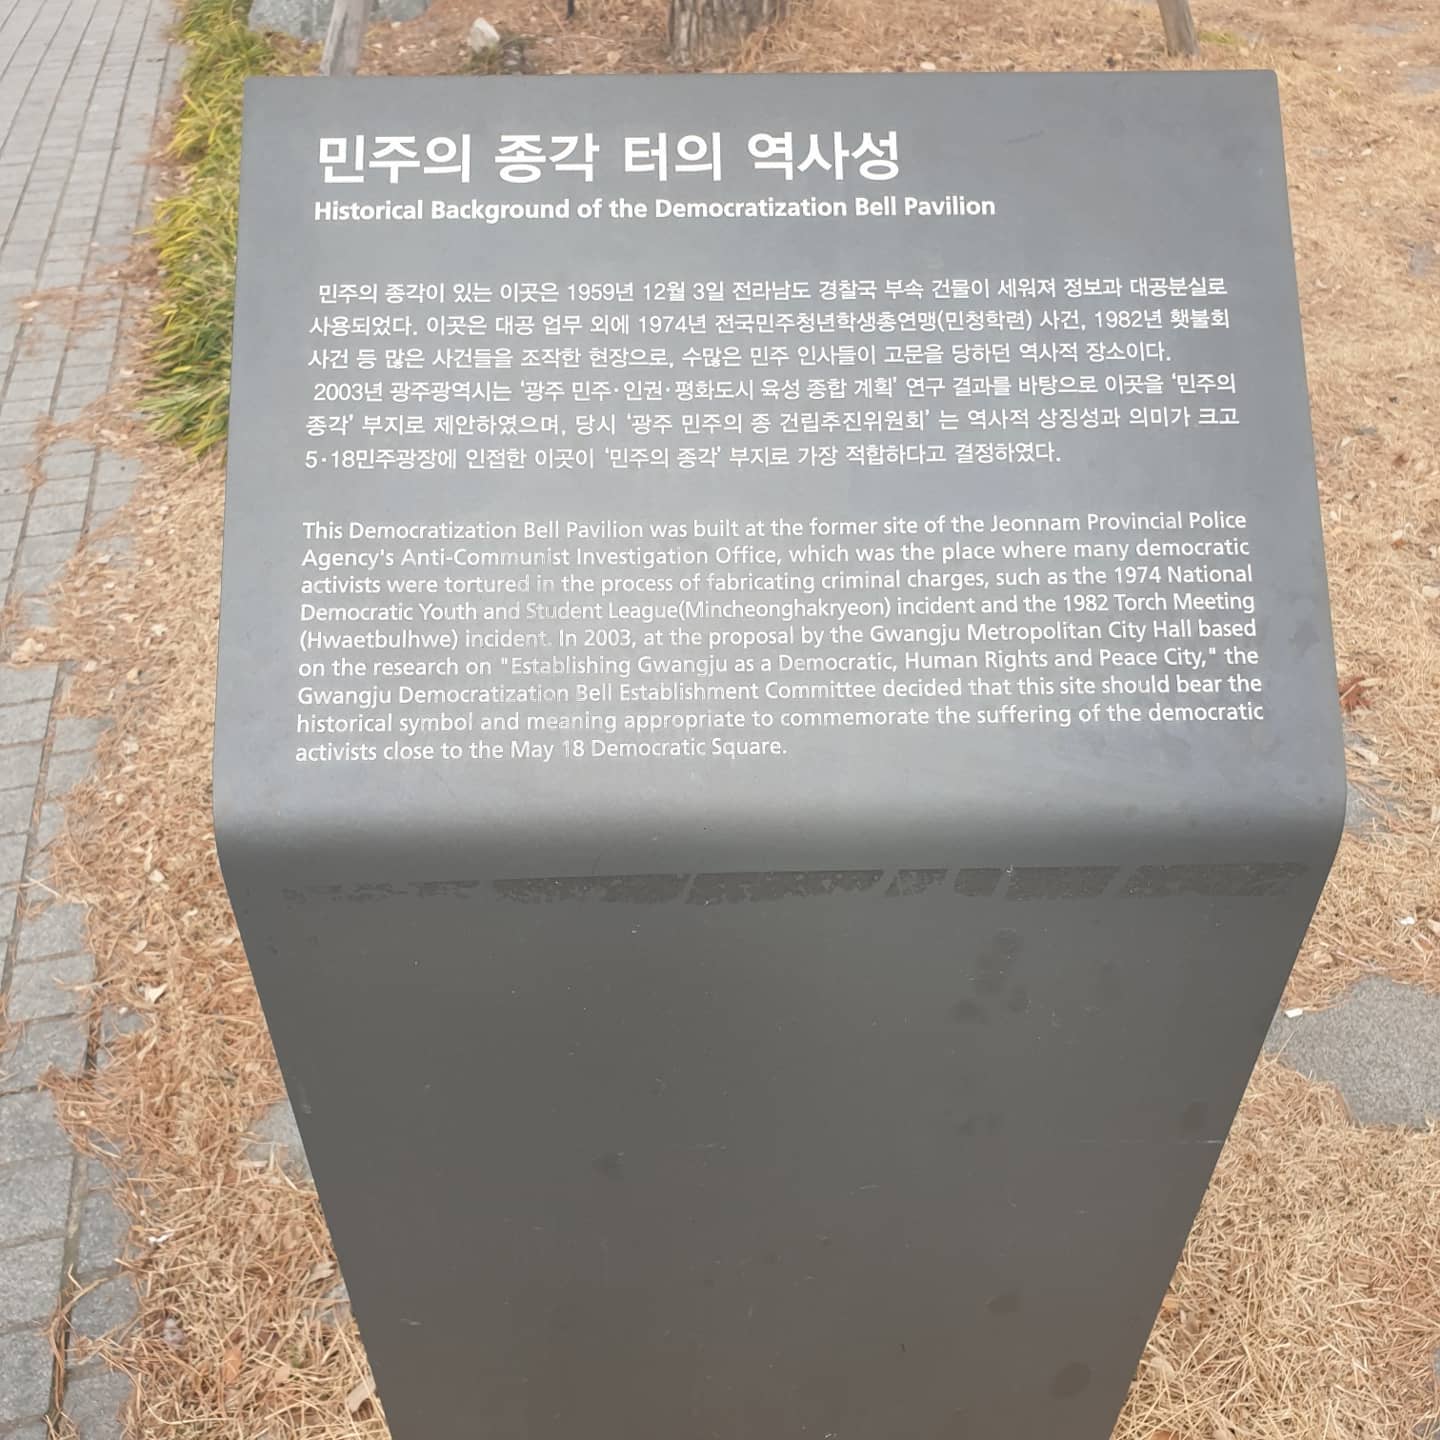 민주의 종각 터의 역사성
Historical Background of the Democratization Bell Pavilion
민주의 종각이 있는 이곳은 1959년 12월 3일 전라남도 경찰국 부속 건물이 세워져 정보과 대공분실로
사용되었다. 이곳은 대공 업무 외에 1974년 전국민주청년학생총연맹(민청학련) 사건, 1982년 횃불회
사건 등 많은 사건들을 조작한 현장으로, 수많은 민주 인사들이 고문을 당하던 역사적 장소이다.
2003년 광주광역시는 ‘광주 민주·인권·평화도시 육성 종합 계획’ 연구 결과를 바탕으로 이곳을 ‘민주의
종각’ 부지로 제안하였으며, 당시 ‘광주 민주의 종 건립추진위원회’ 는 역사적 상징성과 의미가 크고
5·18민주광장에 인접한 이곳이 ‘민주의 종각’ 부지로 가장 적합하다고 결정하였다.
This Democratization Bell Pavilion was built at the former site of the Jeonnam Provincial Police
Agency's Anti-Communist Investigation Office, which was the place where many democratic
activists were tortured in the process of fabricating criminal charges, such as the 1974 National
Democratic Youth and Student League(Mincheonghakryeon) incident and the 1982 Torch Meeting
(Hwaetbulhwe) incident. In 2003, at the proposal by the Gwangju Metropolitan City Hall based
on the research on "Establishing Gwangju as a Democratic, Human Rights and Peace City," the
Gwangju Democratization Bell Establishment Committee decided that this site should bear the
historical symbol and meaning appropriate to commemorate the suffering of the democratic
activists close to the May 18 Democratic Square.